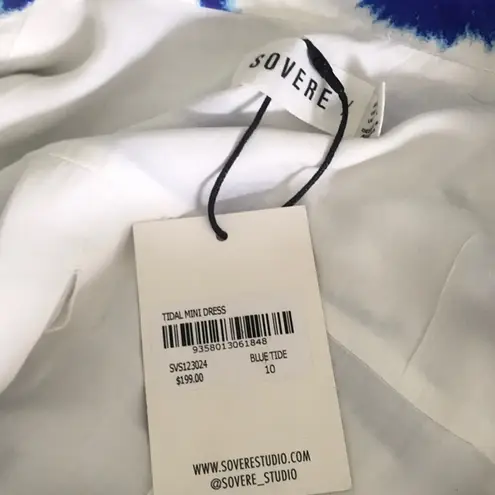 SOVERE
TIDAL MINI DRESS
9358013061848
SVS123024 BLUE TIDE
$199.00 10
WWW.SOVERESTUDIO.COM
@SOVERE_STUDIO